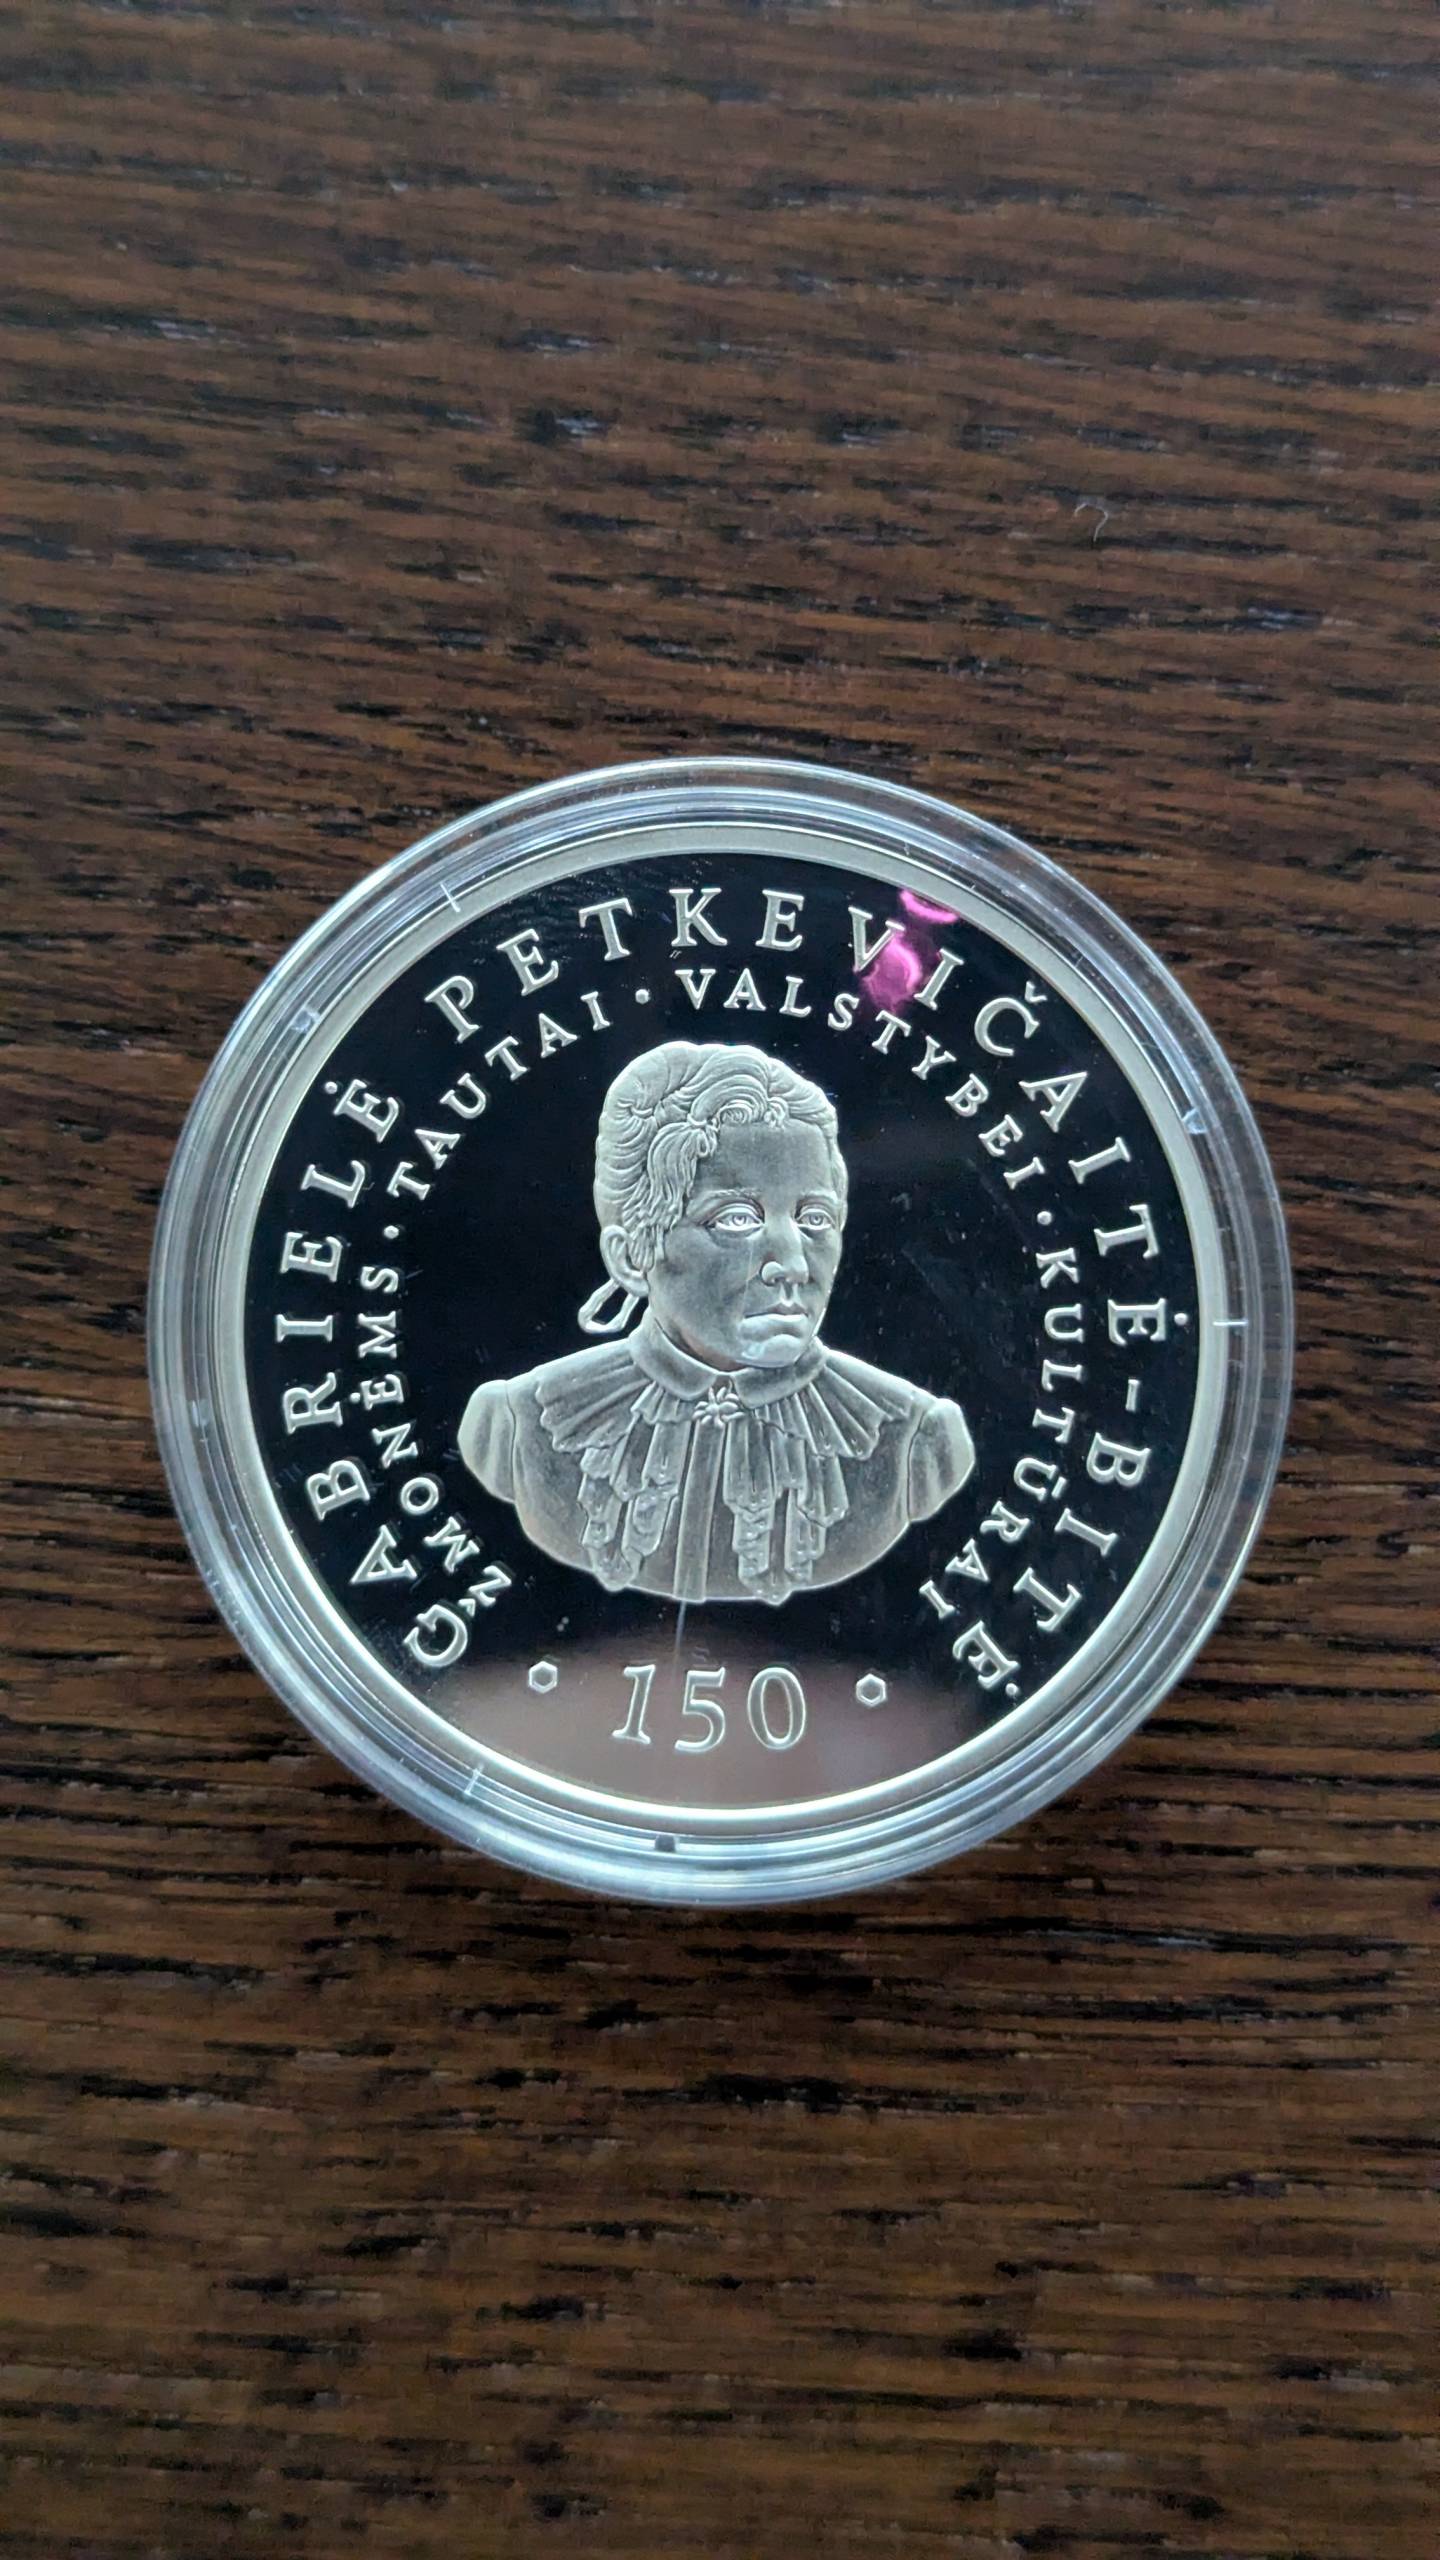 GABRIELĖ PETKEVIČAITĖ-BITĖ
ŽMONĖMS · TAUTAI · VALSTYBEI · KULTŪRAI
150